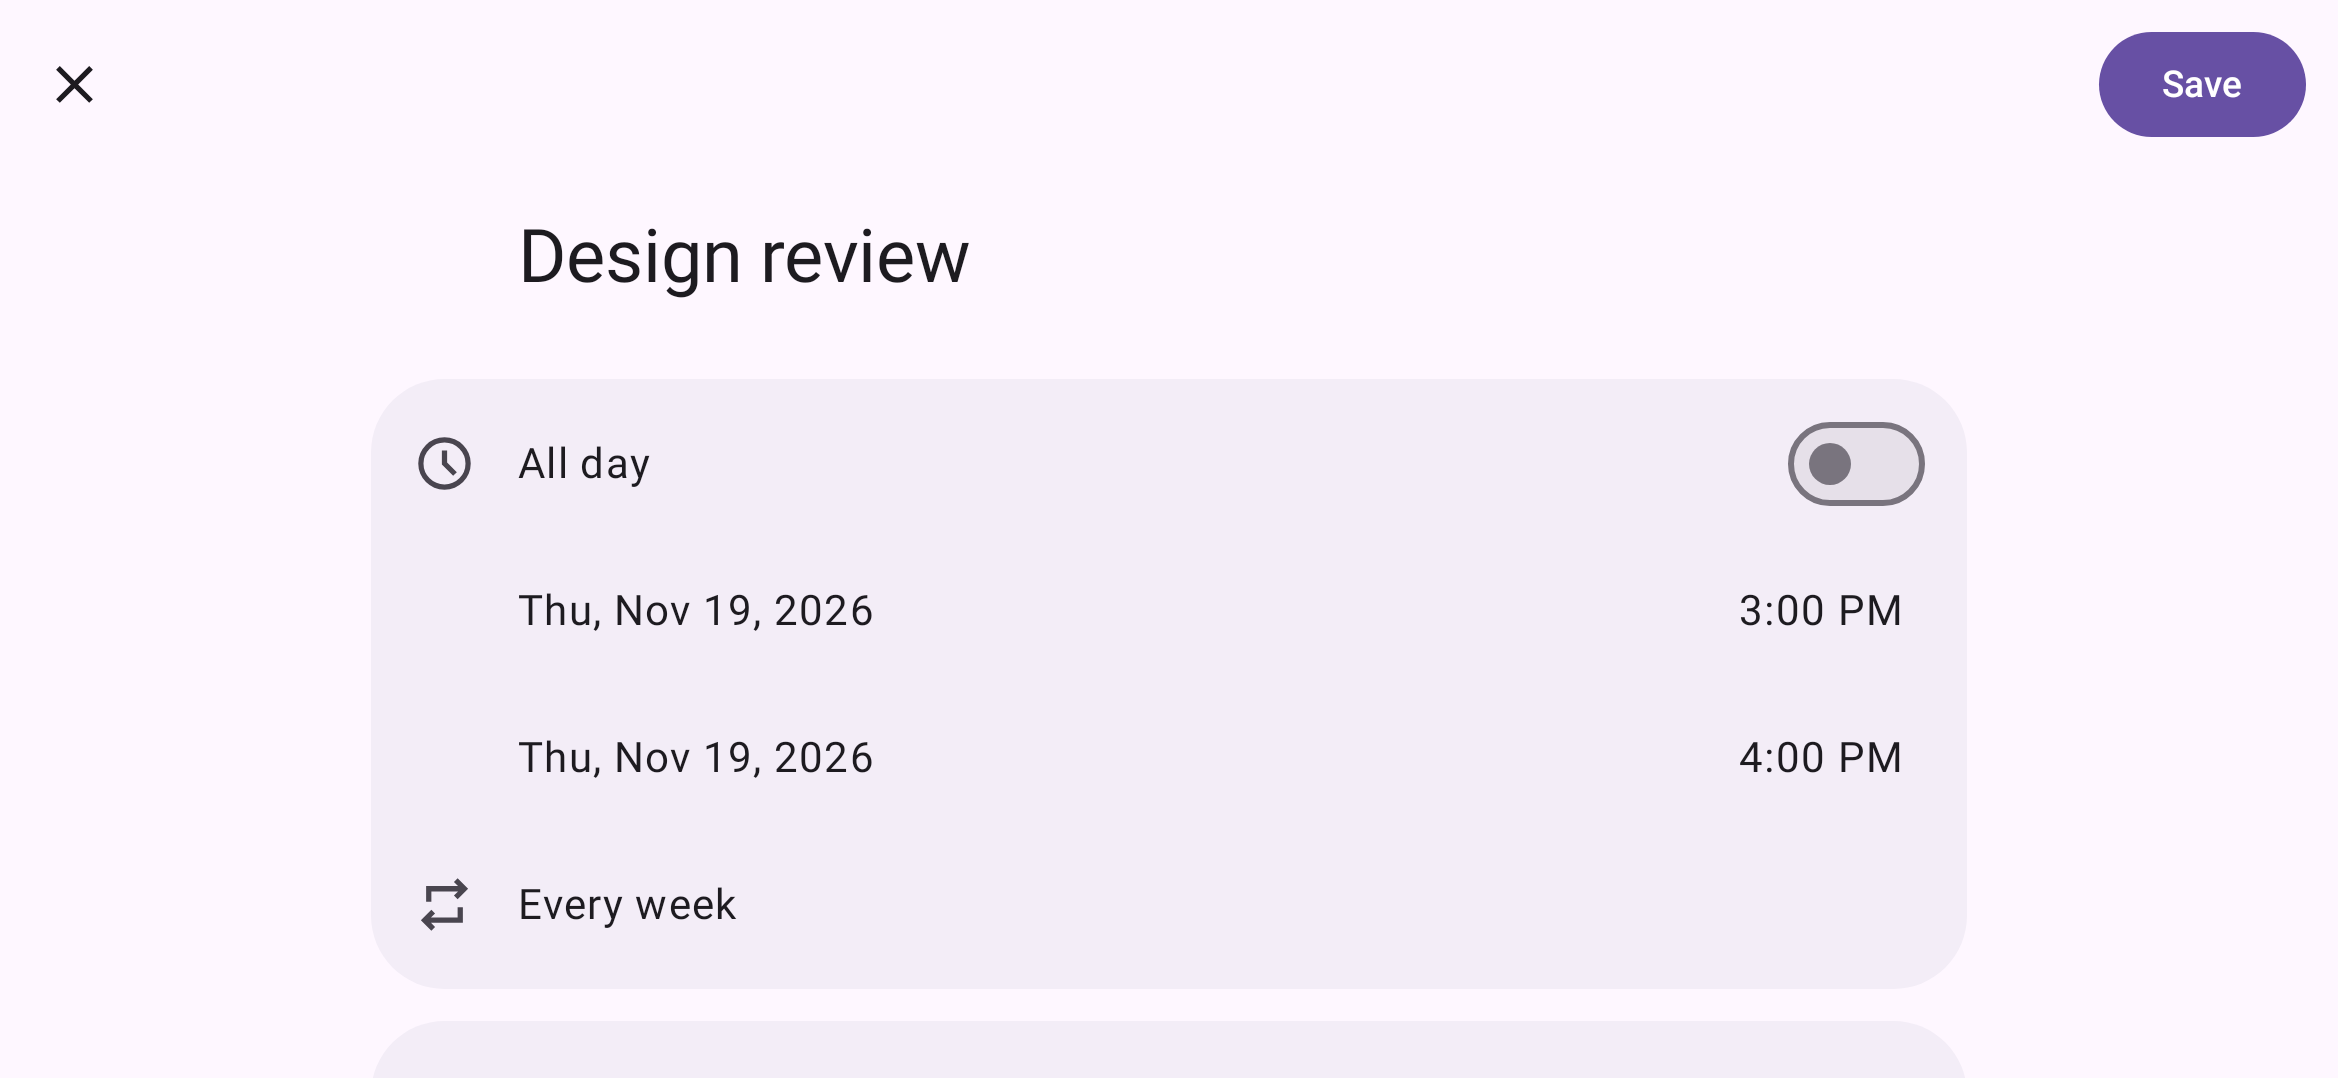 Save
Design review
All day
Thu, Nov 19, 2026 3:00 PM
Thu, Nov 19, 2026 4:00 PM
Every week